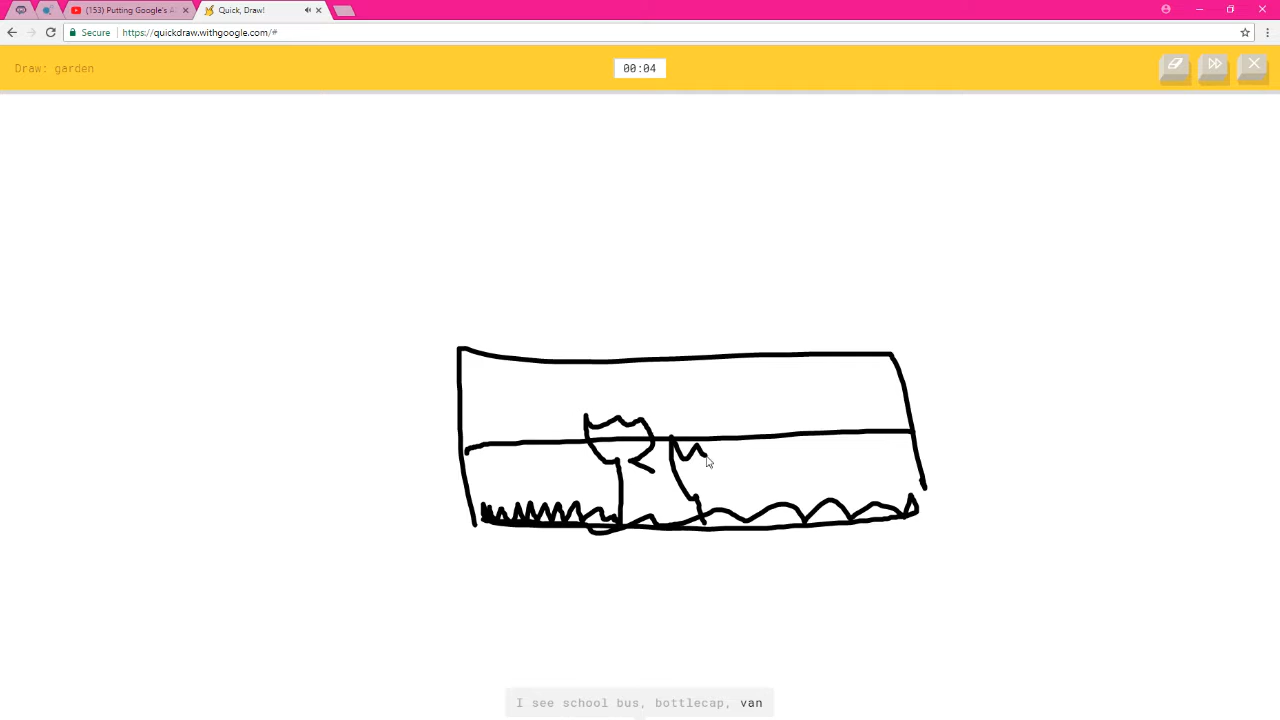 (153) Putting Google's A
Quick, Draw!
Secure
https://quickdraw.withgoogle.com/#
Draw: garden
00:04
I see school bus, bottlecap, van